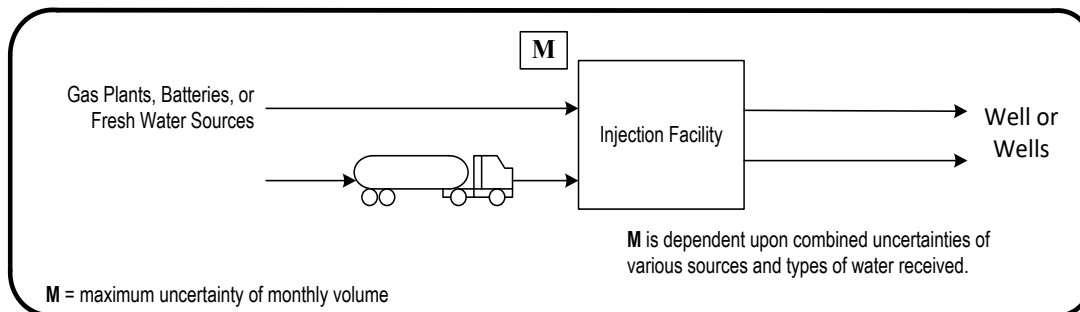 M
Gas Plants, Batteries, or
Fresh Water Sources
Injection Facility
Well or
Wells
M is dependent upon combined uncertainties of
various sources and types of water received.
M = maximum uncertainty of monthly volume